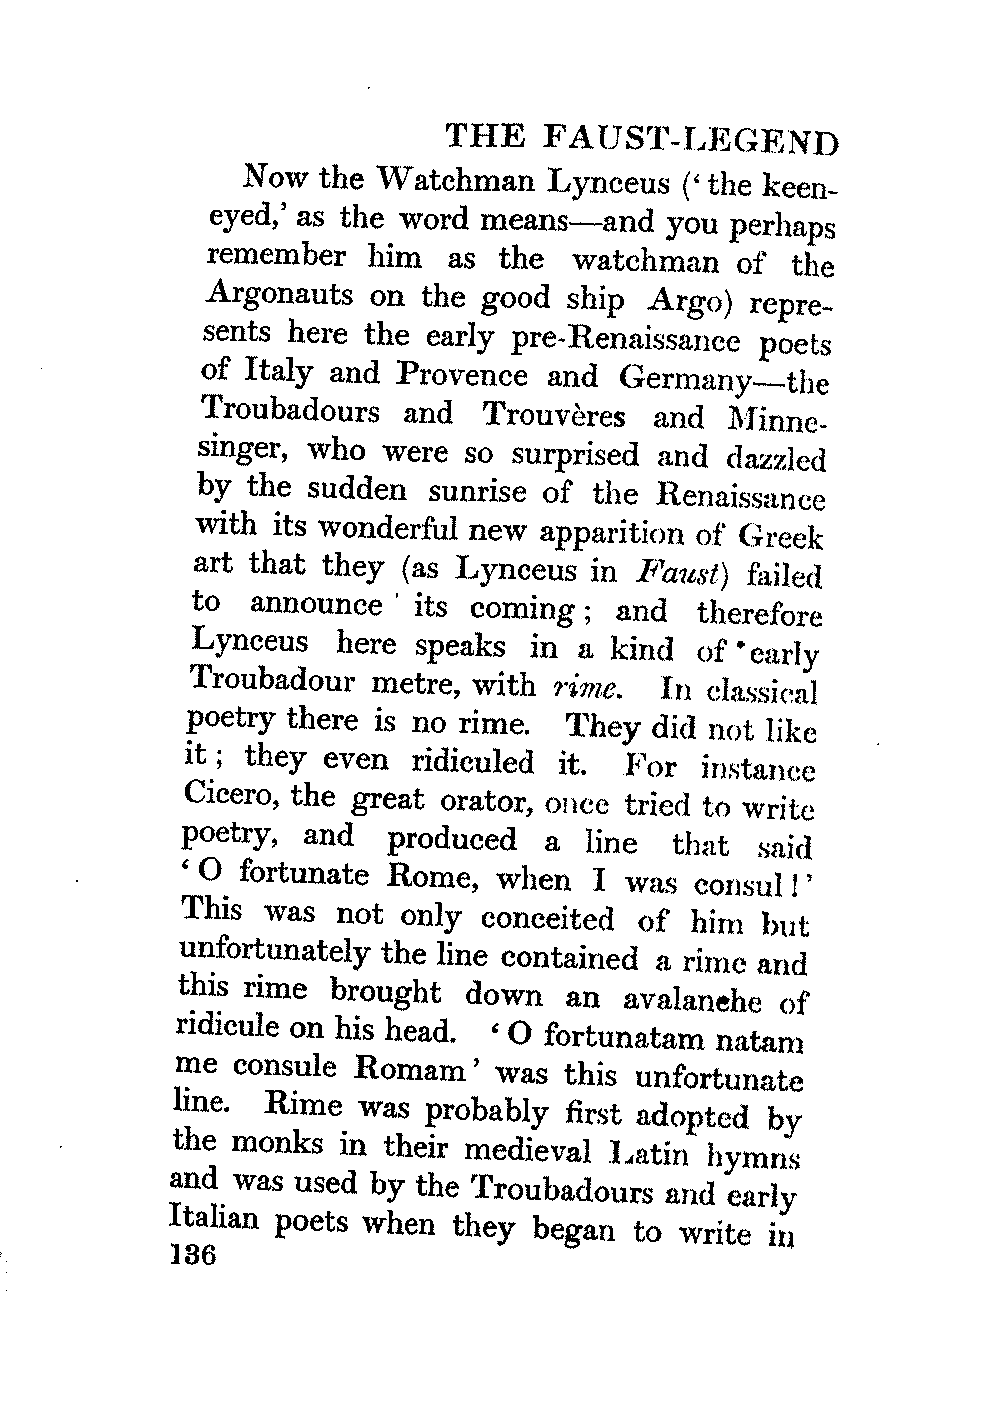 THE FAUST-LEGEND
Now the Watchman Lynceus (‘ the keen-
eyed,’ as the word means—and you perhaps
remember him as the watchman of the
Argonauts on the good ship Argo) repre-
sents here the early pre-Renaissance poets
of Italy and Provence and Germany—the
Troubadours and Trouvères and Minne-
singer, who were so surprised and dazzled
by the sudden sunrise of the Renaissance
with its wonderful new apparition of Greek
art that they (as Lynceus in Faust) failed
to announce its coming ; and therefore
Lynceus here speaks in a kind of early
Troubadour metre, with rime. In classical
poetry there is no rime. They did not like
it ; they even ridiculed it. For instance
Cicero, the great orator, once tried to write
poetry, and produced a line that said
‘ O fortunate Rome, when I was consul ! ’
This was not only conceited of him but
unfortunately the line contained a rime and
this rime brought down an avalanche of
ridicule on his head. ‘ O fortunatam natam
me consule Romam ’ was this unfortunate
line. Rime was probably first adopted by
the monks in their medieval Latin hymns
and was used by the Troubadours and early
Italian poets when they began to write in
136